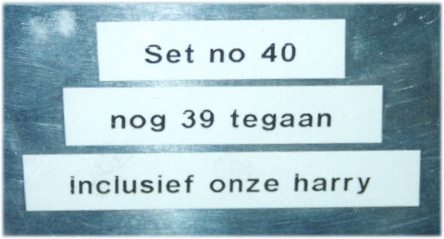 Set no 40
nog 39 tegaan
inclusief onze harry